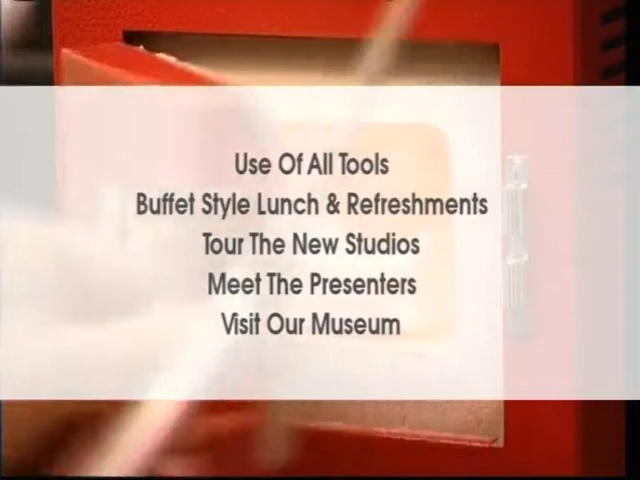 Use Of All Tools
Buffet Style Lunch & Refreshments
Tour The New Studios
Meet The Presenters
Visit Our Museum